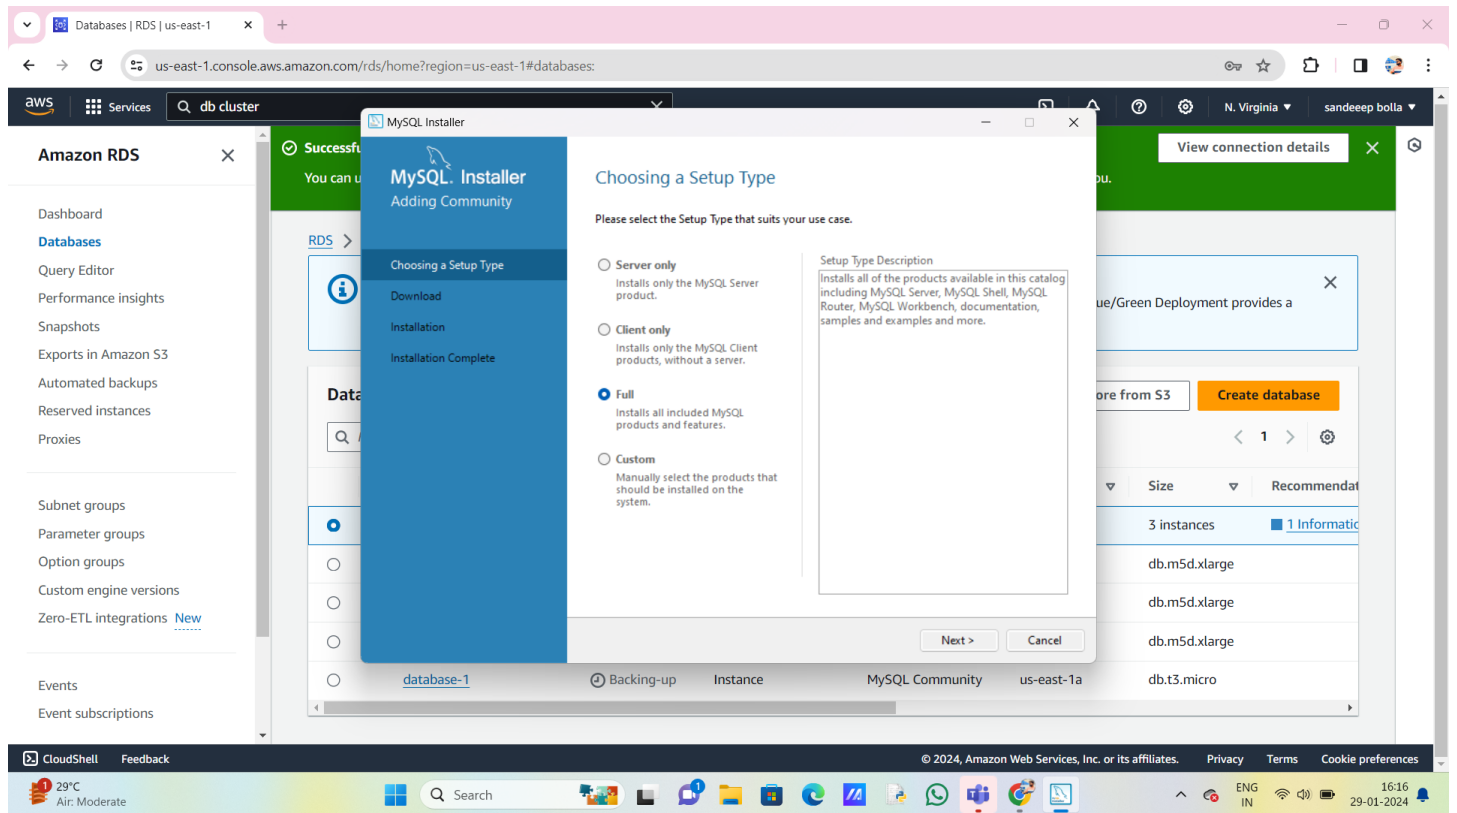 Databases | RDS | us-east-1
us-east-1.console.aws.amazon.com/rds/home?region=us-east-1#databases:
aws
Services
db cluster
N. Virginia
sandeeep bolla
Amazon RDS
Dashboard
Databases
Query Editor
Performance insights
Snapshots
Exports in Amazon S3
Automated backups
Reserved instances
Proxies
Subnet groups
Parameter groups
Option groups
Custom engine versions
Zero-ETL integrations New
Events
Event subscriptions
View connection details
You can
RDS
ue/Green Deployment provides a
from S3
Create database
1
Size
3 instances
1
db.m5d.xlarge
db.m5d.xlarge
db.m5d.xlarge
database-1
Backing-up
Instance
MySQL Community
us-east-1a
db.t3.micro
MySQL Installer
MySQL. Installer
Adding Community
Choosing a Setup Type
Download
Installation
Installation Complete
Choosing a Setup Type
Please select the Setup Type that suits your use case.
Server only
Installs only the MySQL Server
product.
Client only
Installs only the MySQL Client
products, without a server.
Full
Installs all included MySQL
products and features.
Custom
Manually select the products that
should be installed on the
system.
Setup Type Description
Installs all of the products available in this catalog
including MySQL Server, MySQL Shell, MySQL
Router, MySQL Workbench, documentation,
samples and examples and more.
Next >
Cancel
CloudShell
Feedback
© 2024, Amazon Web Services, Inc. or its affiliates.
Privacy
Terms
Cookie preferences
1
29°C
Air: Moderate
Search
1
ENG
IN
16:16
29-01-2024